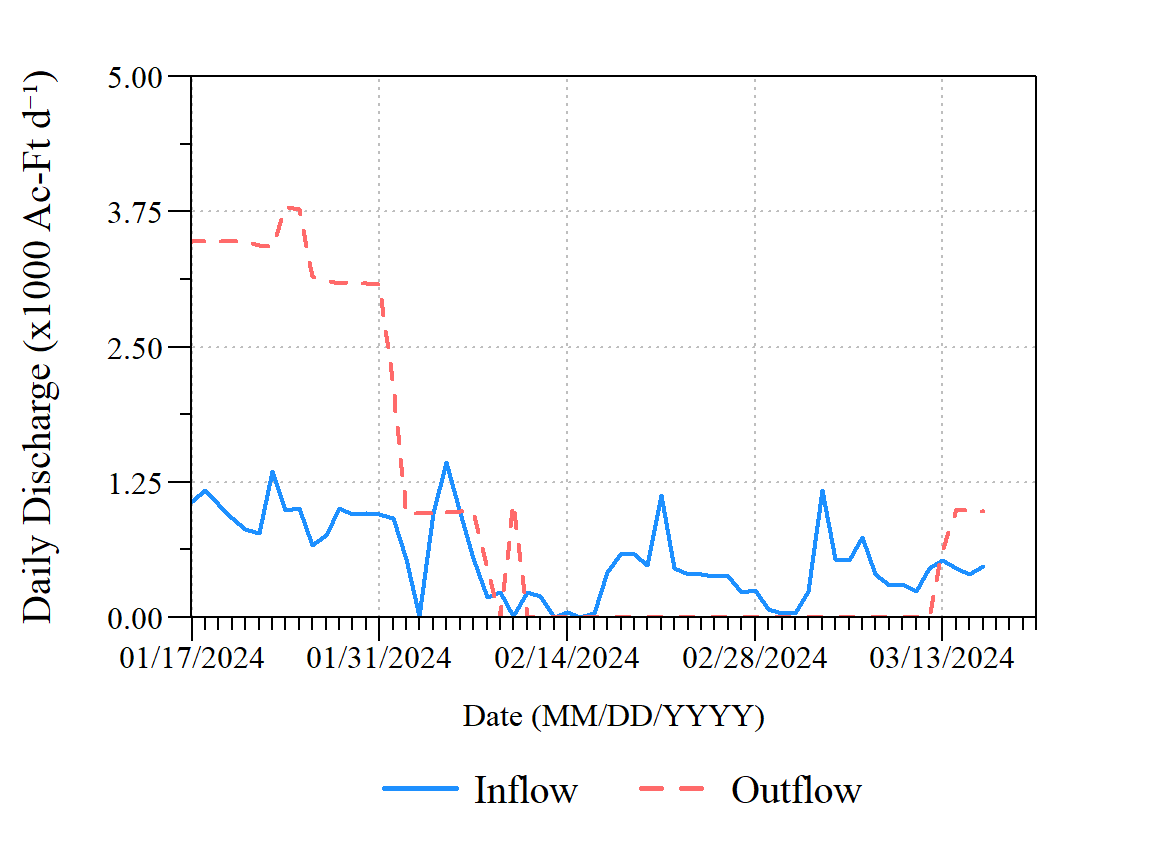 Daily Discharge (x1000 Ac-Ft d⁻¹)
5.00
3.75
2.50
1.25
0.00
01/17/2024 01/31/2024 02/14/2024 02/28/2024 03/13/2024
Date (MM/DD/YYYY)
Inflow Outflow